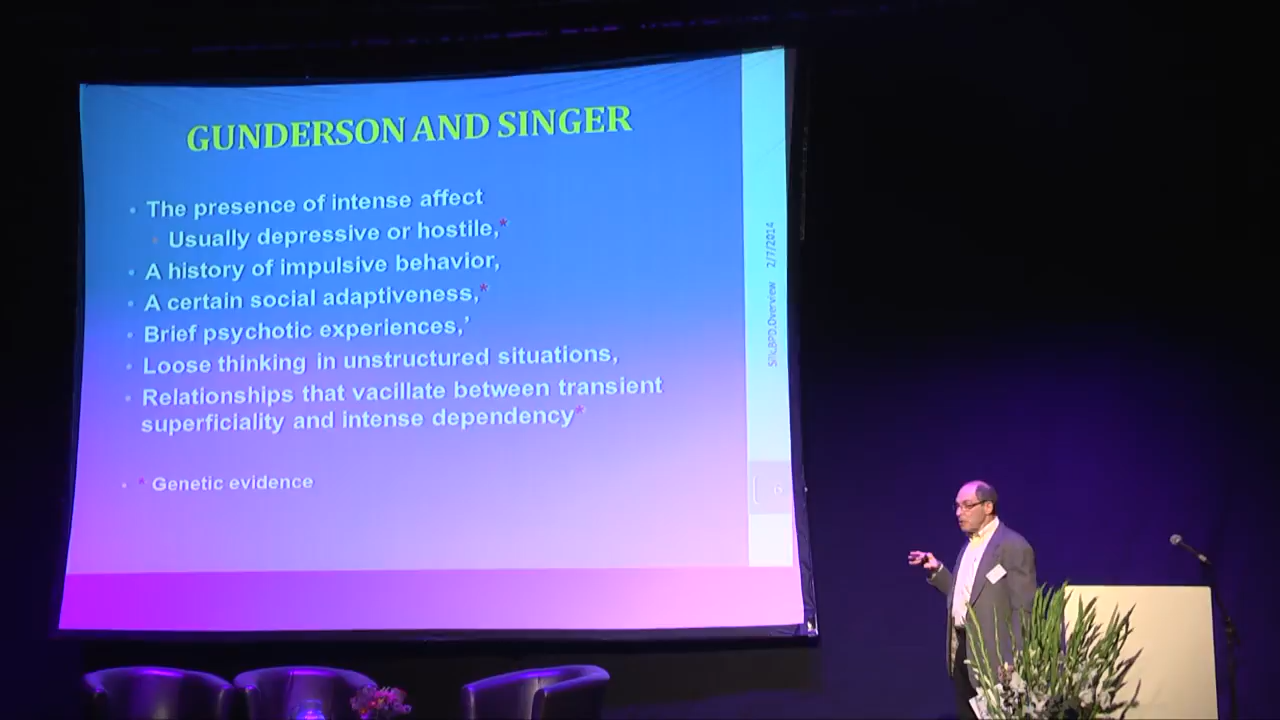 GUNDERSON AND SINGER
• The presence of intense affect
• Usually depressive or hostile,*
• A history of impulsive behavior,
• A certain social adaptiveness,*
• Brief psychotic experiences,’
• Loose thinking in unstructured situations,
• Relationships that vacillate between transient
superficiality and intense dependency*
• * Genetic evidence
Silk.BPD.Overview 2/7/2014
6